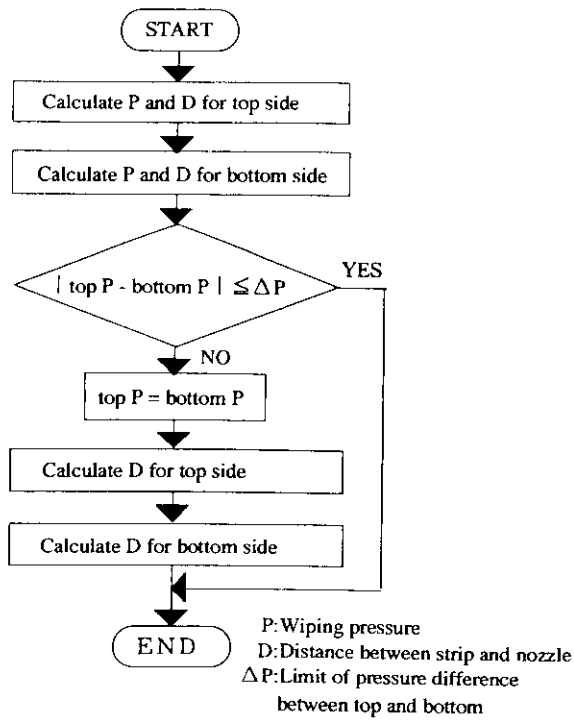 START
Calculate P and D for top side
Calculate P and D for bottom side
| top P - bottom P | ≦ △P
YES
NO
top P = bottom P
Calculate D for top side
Calculate D for bottom side
END
P:Wiping pressure
D:Distance between strip and nozzle
△P:Limit of pressure difference
between top and bottom